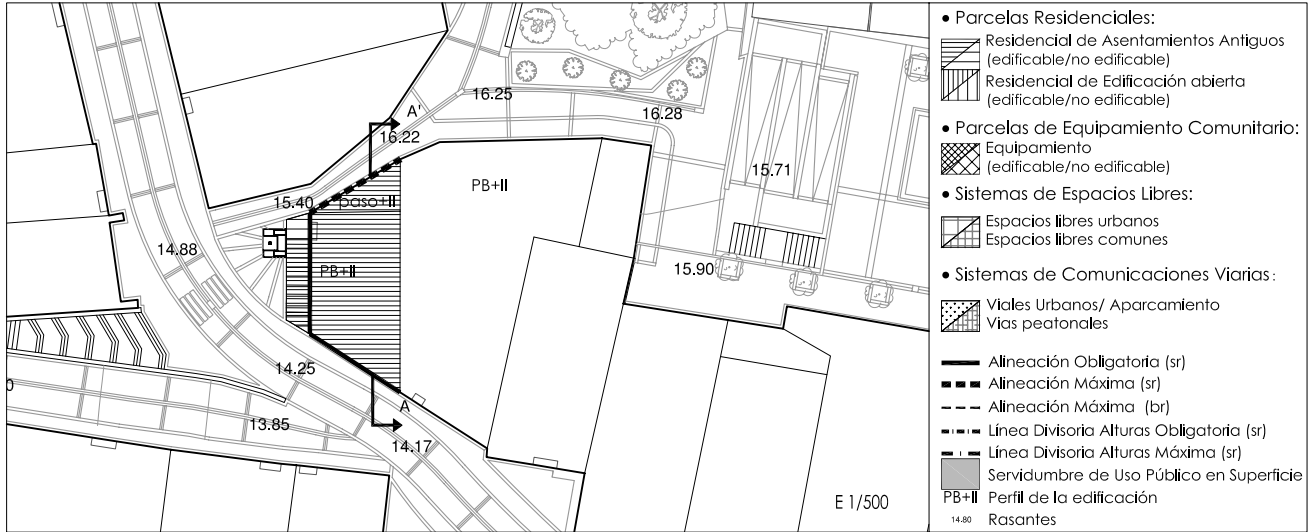 16.25
16.28
A'
16.22
15.71
PB+II
15.40
paso+II
14.88
PB+II
15.90
14.25
A
13.85
14.17
0
E 1/500
• Parcelas Residenciales:
Residencial de Asentamientos Antiguos
(edificable/no edificable)
Residencial de Edificación abierta
(edificable/no edificable)
• Parcelas de Equipamiento Comunitario:
Equipamiento
(edificable/no edificable)
• Sistemas de Espacios Libres:
Espacios libres urbanos
Espacios libres comunes
• Sistemas de Comunicaciones Viarias:
Viales Urbanos/ Aparcamiento
Vias peatonales
Alineación Obligatoria (sr)
Alineación Máxima (sr)
Alineación Máxima (br)
Línea Divisoria Alturas Obligatoria (sr)
Línea Divisoria Alturas Máxima (sr)
Servidumbre de Uso Público en Superficie
PB+II Perfil de la edificación
14.80 Rasantes